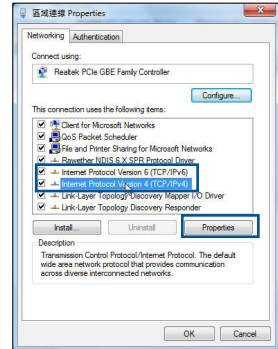 區域連線 Properties
Networking Authentication
Connect using:
Realtek PCIe GBE Family Controller
Configure...
This connection uses the following items:
Client for Microsoft Networks
QoS Packet Scheduler
File and Printer Sharing for Microsoft Networks
Rawether NDIS 6.X SPR Protocol Driver
Internet Protocol Version 6 (TCP/IPv6)
Internet Protocol Version 4 (TCP/IPv4)
Link-Layer Topology Discovery Mapper I/O Driver
Link-Layer Topology Discovery Responder
Install... Uninstall Properties
Description
Transmission Control Protocol/Internet Protocol. The default
wide area network protocol that provides communication
across diverse interconnected networks.
OK Cancel